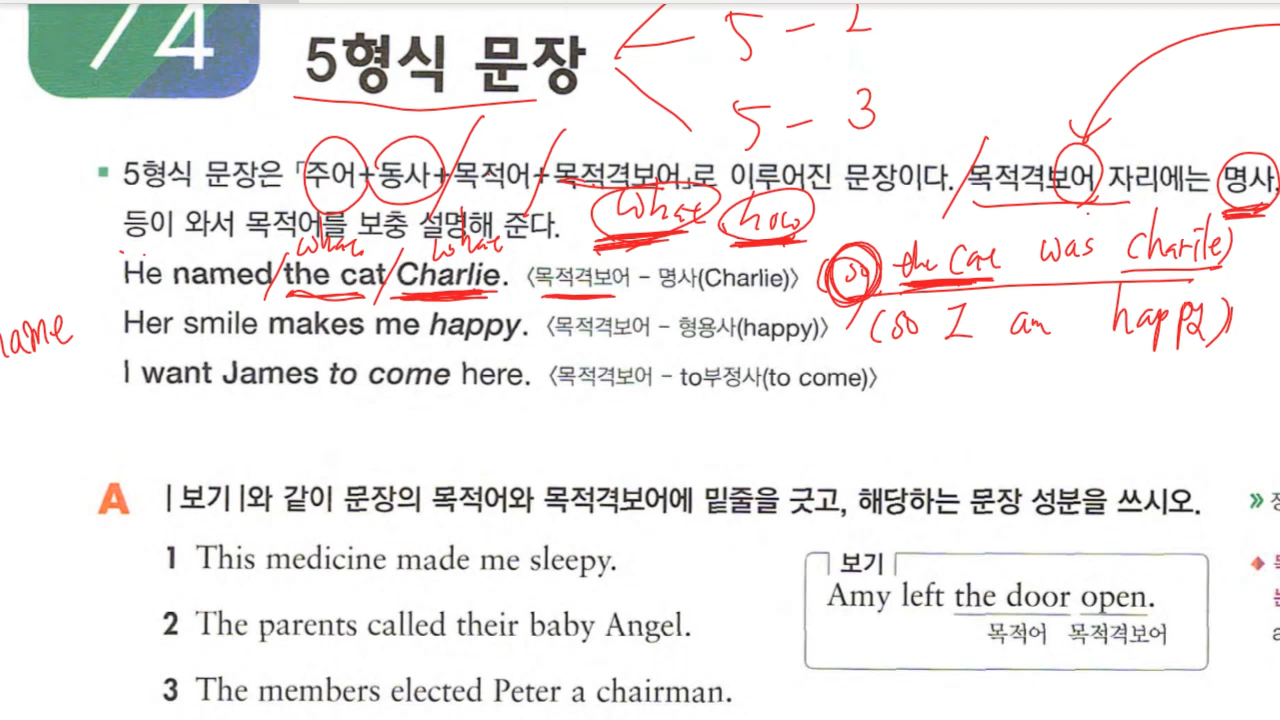 74
5형식 문장
5 - 2
5 - 3
5형식 문장은 「주어+동사+목적어+목적격보어」로 이루어진 문장이다. 목적격보어 자리에는 명사,
등이 와서 목적어를 보충 설명해 준다.
what how
what what
He named the cat Charlie. 〈목적격보어 – 명사(Charlie)〉
(so the cat was charile)
Her smile makes me happy. 〈목적격보어 – 형용사(happy)〉
(so I am happy)
name
I want James to come here. 〈목적격보어 – to부정사(to come)〉
A |보기|와 같이 문장의 목적어와 목적격보어에 밑줄을 긋고, 해당하는 문장 성분을 쓰시오.
1 This medicine made me sleepy.
2 The parents called their baby Angel.
3 The members elected Peter a chairman.
보기
Amy left the door open.
목적어 목적격보어